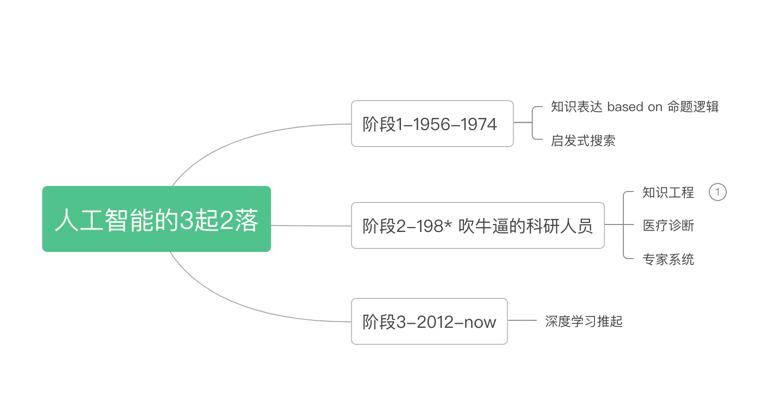 人工智能的3起2落
阶段1-1956-1974
知识表达 based on 命题逻辑
启发式搜索
阶段2-198* 吹牛逼的科研人员
知识工程 1
医疗诊断
专家系统
阶段3-2012-now
深度学习推起